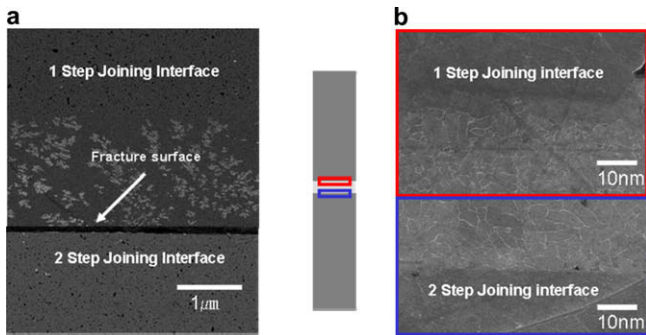 a
1 Step Joining Interface
Fracture surface
2 Step Joining Interface
1㎛
b
1 Step Joining interface
10nm
2 Step Joining interface
10nm